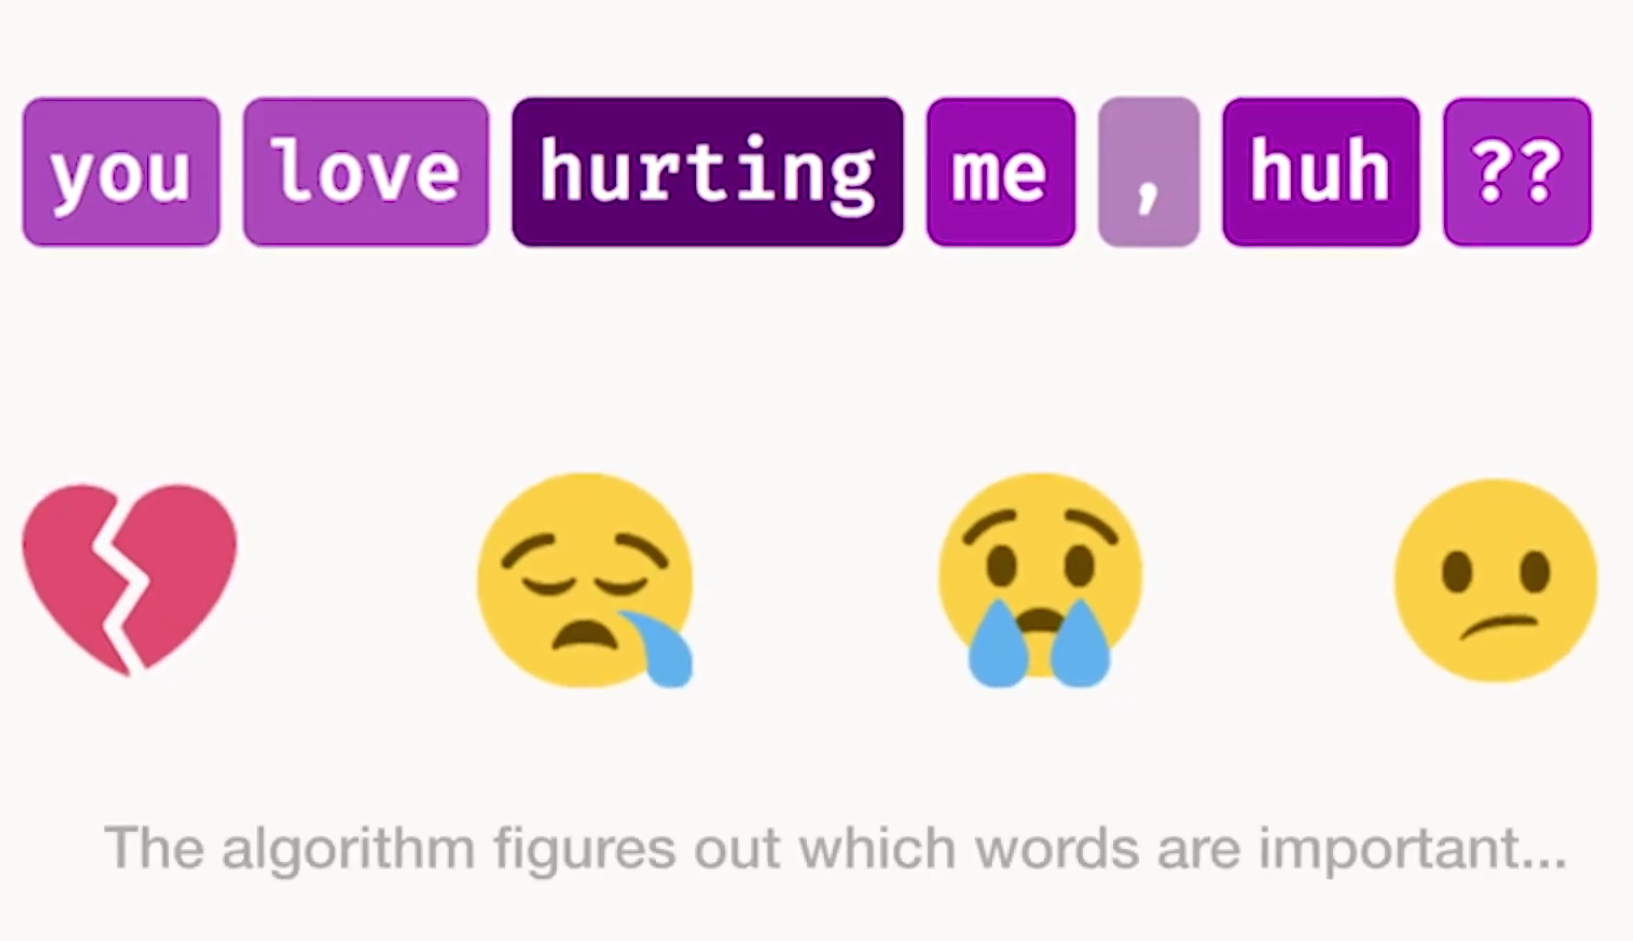 you love hurting me , huh ??
The algorithm figures out which words are important...